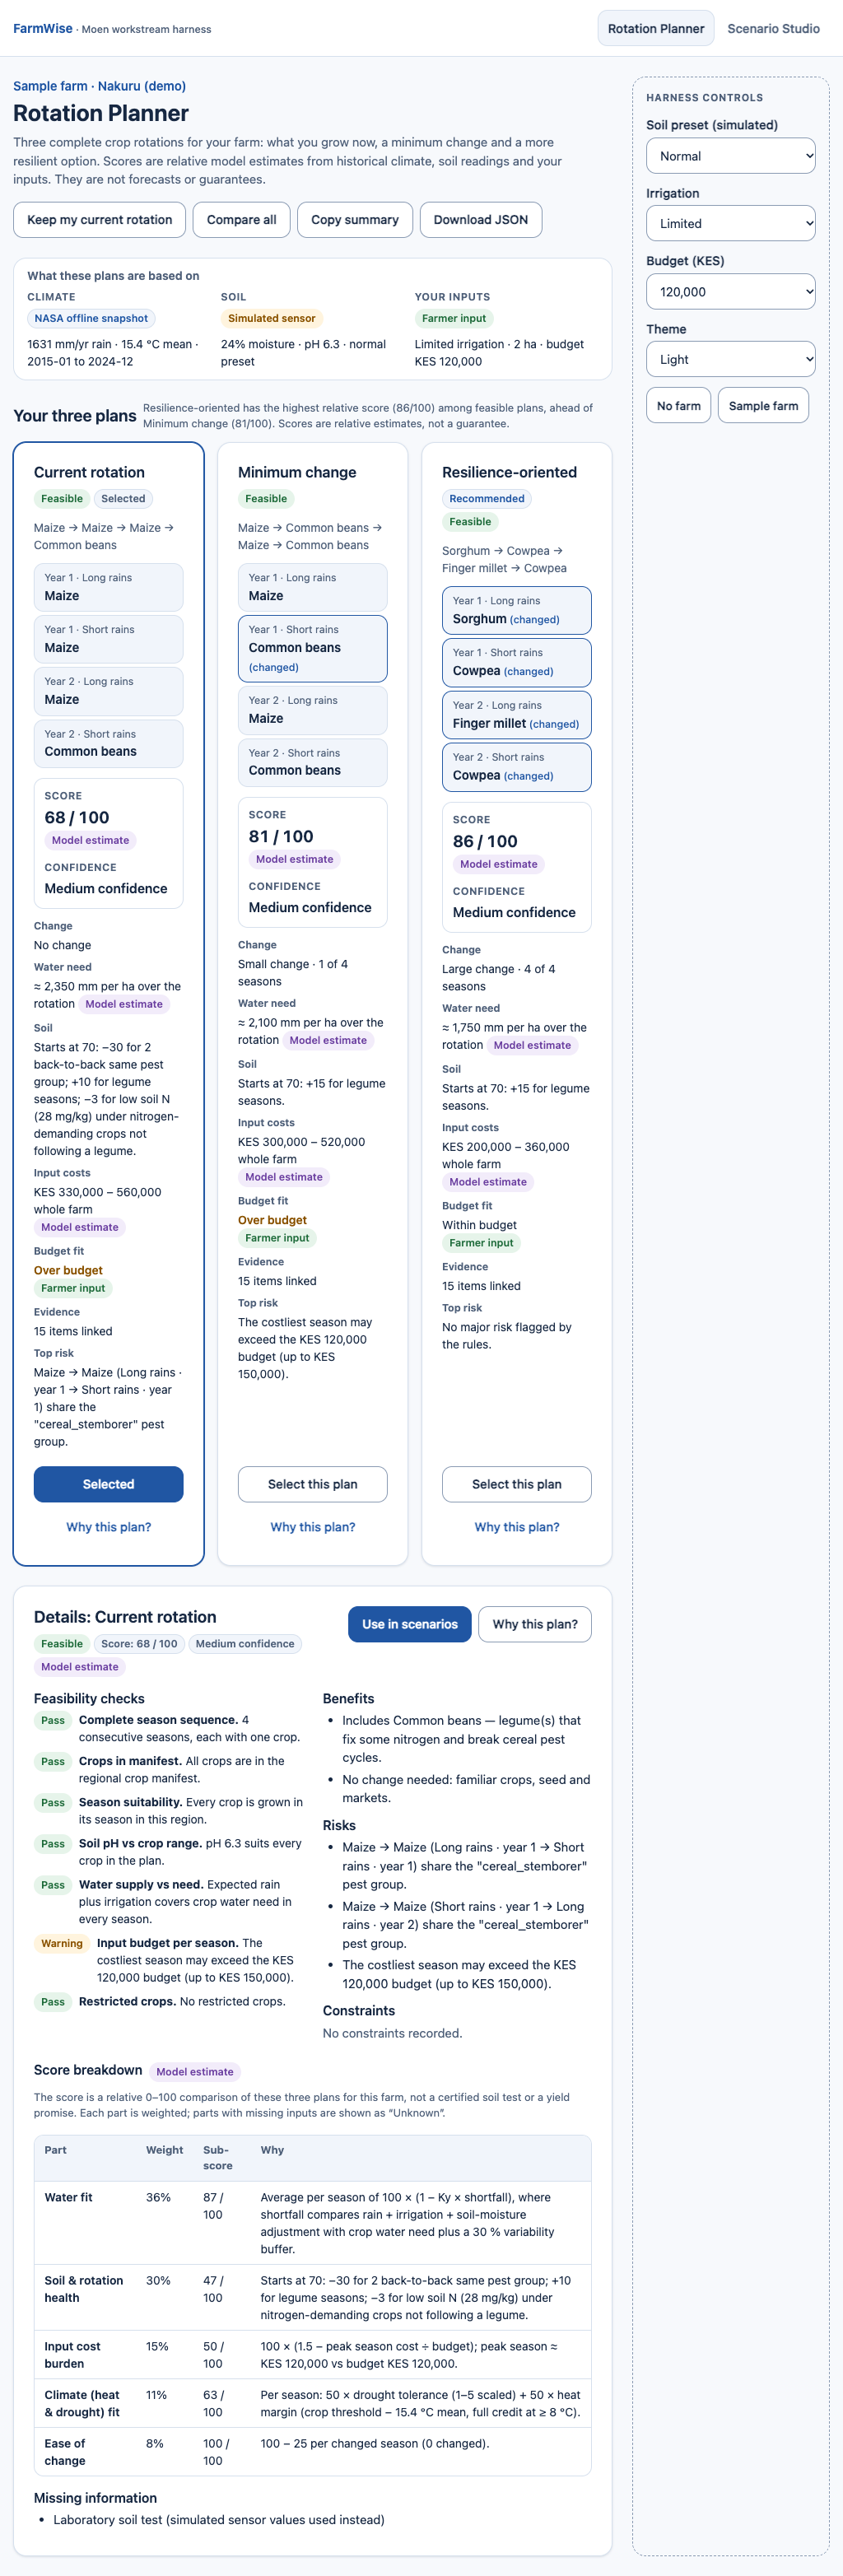 FarmWise · Moen workstream harness
Rotation Planner
Scenario Studio
Sample farm · Nakuru (demo)
Rotation Planner
Three complete crop rotations for your farm: what you grow now, a minimum change and a more
resilient option. Scores are relative model estimates from historical climate, soil readings and your
inputs. They are not forecasts or guarantees.
Keep my current rotation
Compare all
Copy summary
Download JSON
What these plans are based on
CLIMATE
NASA offline snapshot
1631 mm/yr rain · 15.4 °C mean ·
2015-01 to 2024-12
SOIL
Simulated sensor
24% moisture · pH 6.3 · normal
preset
YOUR INPUTS
Farmer input
Limited irrigation · 2 ha · budget
KES 120,000
Your three plans
Resilience-oriented has the highest relative score (86/100) among feasible plans, ahead of
Minimum change (81/100). Scores are relative estimates, not a guarantee.
Current rotation
Feasible
Selected
Maize → Maize → Maize →
Common beans
Year 1 · Long rains
Maize
Year 1 · Short rains
Maize
Year 2 · Long rains
Maize
Year 2 · Short rains
Common beans
SCORE
68 / 100
Model estimate
CONFIDENCE
Medium confidence
Change
No change
Water need
≈ 2,350 mm per ha over the
rotation Model estimate
Soil
Starts at 70: −30 for 2
back-to-back same pest
group; +10 for legume
seasons; −3 for low soil N
(28 mg/kg) under nitrogen-
demanding crops not
following a legume.
Input costs
KES 330,000 – 560,000
whole farm
Model estimate
Budget fit
Over budget
Farmer input
Evidence
15 items linked
Top risk
Maize → Maize (Long rains ·
year 1 → Short rains · year
1) share the
"cereal_stemborer" pest
group.
Selected
Why this plan?
Minimum change
Feasible
Maize → Common beans →
Maize → Common beans
Year 1 · Long rains
Maize
Year 1 · Short rains
Common beans
(changed)
Year 2 · Long rains
Maize
Year 2 · Short rains
Common beans
SCORE
81 / 100
Model estimate
CONFIDENCE
Medium confidence
Change
Small change · 1 of 4
seasons
Water need
≈ 2,100 mm per ha over the
rotation Model estimate
Soil
Starts at 70: +15 for legume
seasons.
Input costs
KES 300,000 – 520,000
whole farm
Model estimate
Budget fit
Over budget
Farmer input
Evidence
15 items linked
Top risk
The costliest season may
exceed the KES 120,000
budget (up to KES
150,000).
Select this plan
Why this plan?
Resilience-oriented
Recommended
Feasible
Sorghum → Cowpea →
Finger millet → Cowpea
Year 1 · Long rains
Sorghum (changed)
Year 1 · Short rains
Cowpea (changed)
Year 2 · Long rains
Finger millet (changed)
Year 2 · Short rains
Cowpea (changed)
SCORE
86 / 100
Model estimate
CONFIDENCE
Medium confidence
Change
Large change · 4 of 4
seasons
Water need
≈ 1,750 mm per ha over the
rotation Model estimate
Soil
Starts at 70: +15 for legume
seasons.
Input costs
KES 200,000 – 360,000
whole farm
Model estimate
Budget fit
Within budget
Farmer input
Evidence
15 items linked
Top risk
No major risk flagged by
the rules.
Select this plan
Why this plan?
Details: Current rotation
Feasible
Score: 68 / 100
Medium confidence
Model estimate
Use in scenarios
Why this plan?
Feasibility checks
Pass Complete season sequence. 4
consecutive seasons, each with one crop.
Pass Crops in manifest. All crops are in the
regional crop manifest.
Pass Season suitability. Every crop is grown in
its season in this region.
Pass Soil pH vs crop range. pH 6.3 suits every
crop in the plan.
Pass Water supply vs need. Expected rain
plus irrigation covers crop water need in
every season.
Warning Input budget per season. The
costliest season may exceed the KES
120,000 budget (up to KES 150,000).
Pass Restricted crops. No restricted crops.
Benefits
• Includes Common beans — legume(s) that
fix some nitrogen and break cereal pest
cycles.
• No change needed: familiar crops, seed and
markets.
Risks
• Maize → Maize (Long rains · year 1 → Short
rains · year 1) share the "cereal_stemborer"
pest group.
• Maize → Maize (Short rains · year 1 → Long
rains · year 2) share the "cereal_stemborer"
pest group.
• The costliest season may exceed the KES
120,000 budget (up to KES 150,000).
Constraints
No constraints recorded.
Score breakdown Model estimate
The score is a relative 0–100 comparison of these three plans for this farm, not a certified soil test or a yield
promise. Each part is weighted; parts with missing inputs are shown as “Unknown”.
Part Weight Sub-
score Why
Water fit 36% 87 /
100
Average per season of 100 × (1 − Ky × shortfall), where
shortfall compares rain + irrigation + soil-moisture
adjustment with crop water need plus a 30 % variability
buffer.
Soil & rotation
health 30% 47 /
100
Starts at 70: −30 for 2 back-to-back same pest group; +10
for legume seasons; −3 for low soil N (28 mg/kg) under
nitrogen-demanding crops not following a legume.
Input cost
burden 15% 50 /
100
100 × (1.5 − peak season cost ÷ budget); peak season ≈
KES 120,000 vs budget KES 120,000.
Climate (heat
& drought) fit 11% 63 /
100
Per season: 50 × drought tolerance (1–5 scaled) + 50 × heat
margin (crop threshold − 15.4 °C mean, full credit at ≥ 8 °C).
Ease of
change 8% 100 /
100
100 − 25 per changed season (0 changed).
Missing information
• Laboratory soil test (simulated sensor values used instead)
HARNESS CONTROLS
Soil preset (simulated)
Normal
Irrigation
Limited
Budget (KES)
120,000
Theme
Light
No farm
Sample farm